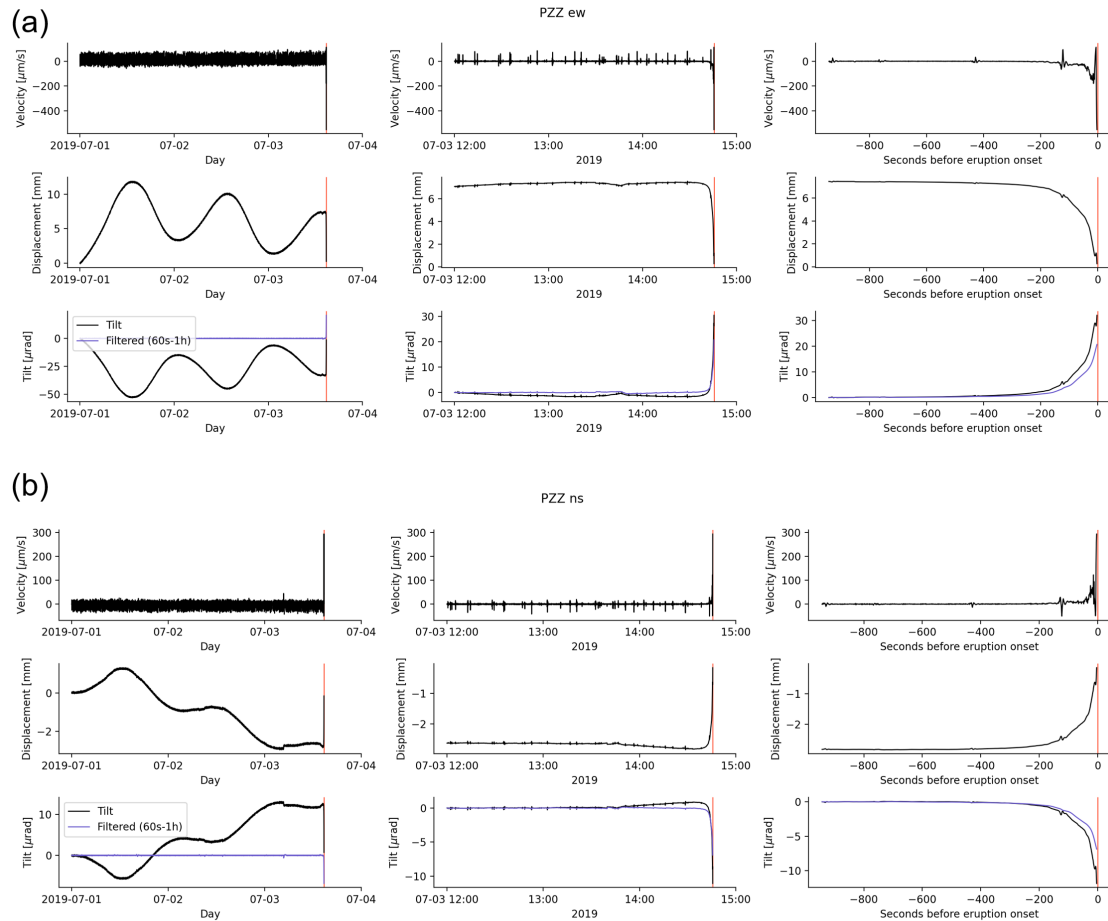 (a)
PZZ ew
Velocity [μm/s]
0
−200
−400
2019-07-01 07-02 07-03 07-04
Day
Velocity [μm/s]
0
−200
−400
07-03 12:00 13:00 14:00 15:00
2019
Velocity [μm/s]
0
−200
−400
−800 −600 −400 −200 0
Seconds before eruption onset
Displacement [mm]
10
5
0
2019-07-01 07-02 07-03 07-04
Day
Displacement [mm]
6
4
2
0
07-03 12:00 13:00 14:00 15:00
2019
Displacement [mm]
6
4
2
0
−800 −600 −400 −200 0
Seconds before eruption onset
Tilt [μrad]
0
−25
−50
Tilt
Filtered (60s-1h)
2019-07-01 07-02 07-03 07-04
Day
Tilt [μrad]
30
20
10
0
07-03 12:00 13:00 14:00 15:00
2019
Tilt [μrad]
30
20
10
0
−800 −600 −400 −200 0
Seconds before eruption onset
(b)
PZZ ns
Velocity [μm/s]
300
200
100
0
2019-07-01 07-02 07-03 07-04
Day
Velocity [μm/s]
300
200
100
0
07-03 12:00 13:00 14:00 15:00
2019
Velocity [μm/s]
300
200
100
0
−800 −600 −400 −200 0
Seconds before eruption onset
Displacement [mm]
0
−2
2019-07-01 07-02 07-03 07-04
Day
Displacement [mm]
−1
−2
07-03 12:00 13:00 14:00 15:00
2019
Displacement [mm]
−1
−2
−800 −600 −400 −200 0
Seconds before eruption onset
Tilt [μrad]
10
0
Tilt
Filtered (60s-1h)
2019-07-01 07-02 07-03 07-04
Day
Tilt [μrad]
0
−5
−10
07-03 12:00 13:00 14:00 15:00
2019
Tilt [μrad]
0
−5
−10
−800 −600 −400 −200 0
Seconds before eruption onset